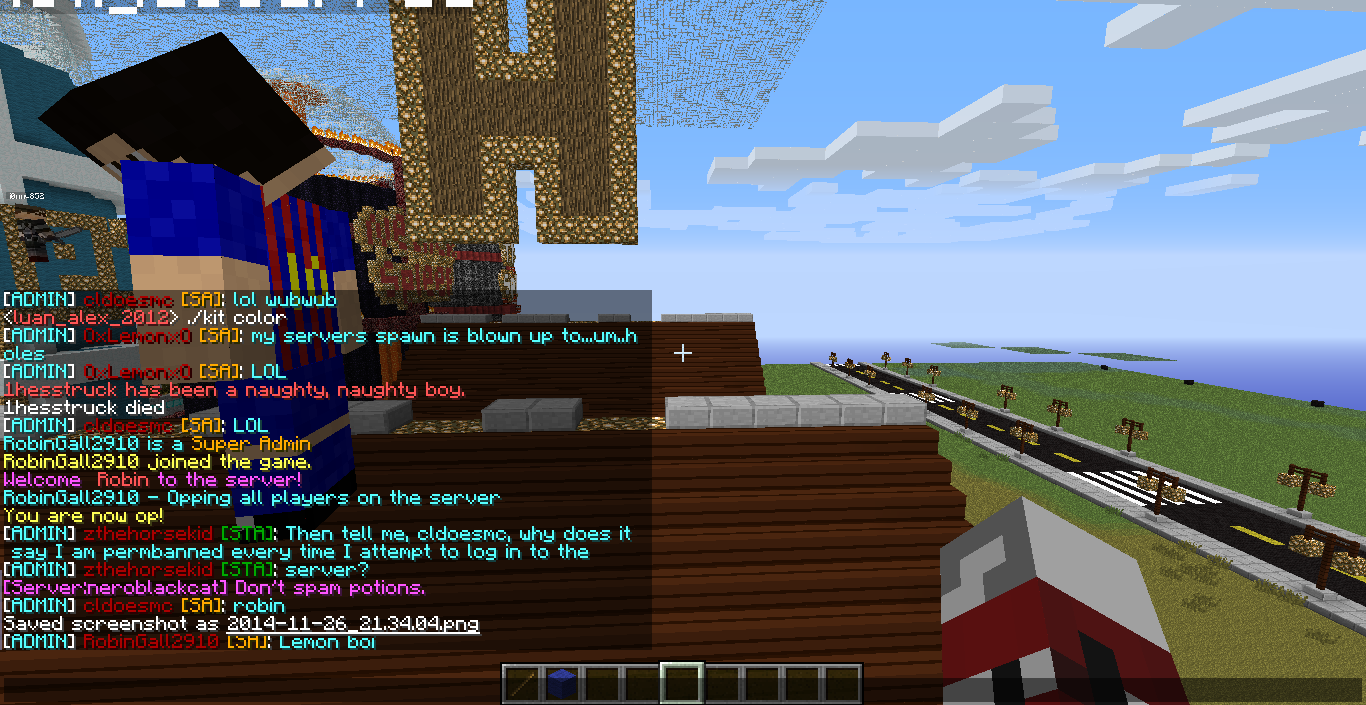 [ADMIN] cldoesmc [SA]: lol wubwub
<luan_alex_2012> ./kit color
[ADMIN] 0xLemonx0 [SA]: my servers spawn is blown up to...um..h
oles
[ADMIN] 0xLemonx0 [SA]: LOL
1hesstruck has been a naughty, naughty boy.
1hesstruck died
[ADMIN] cldoesmc [SA]: LOL
RobinGall2910 is a Super Admin
RobinGall2910 joined the game.
Welcome  Robin to the server!
RobinGall2910 - Opping all players on the server
You are now op!
[ADMIN] zthehorsekid [STA]: Then tell me, cldoesmc, why does it
say I am permbanned every time I attempt to log in to the
[ADMIN] zthehorsekid [STA]: server?
[Server:neroblackcat] Don't spam potions.
[ADMIN] cldoesmc [SA]: robin
Saved screenshot as 2014-11-26_21.34.04.png
[ADMIN] RobinGall2910 [SA]: Lemon boi